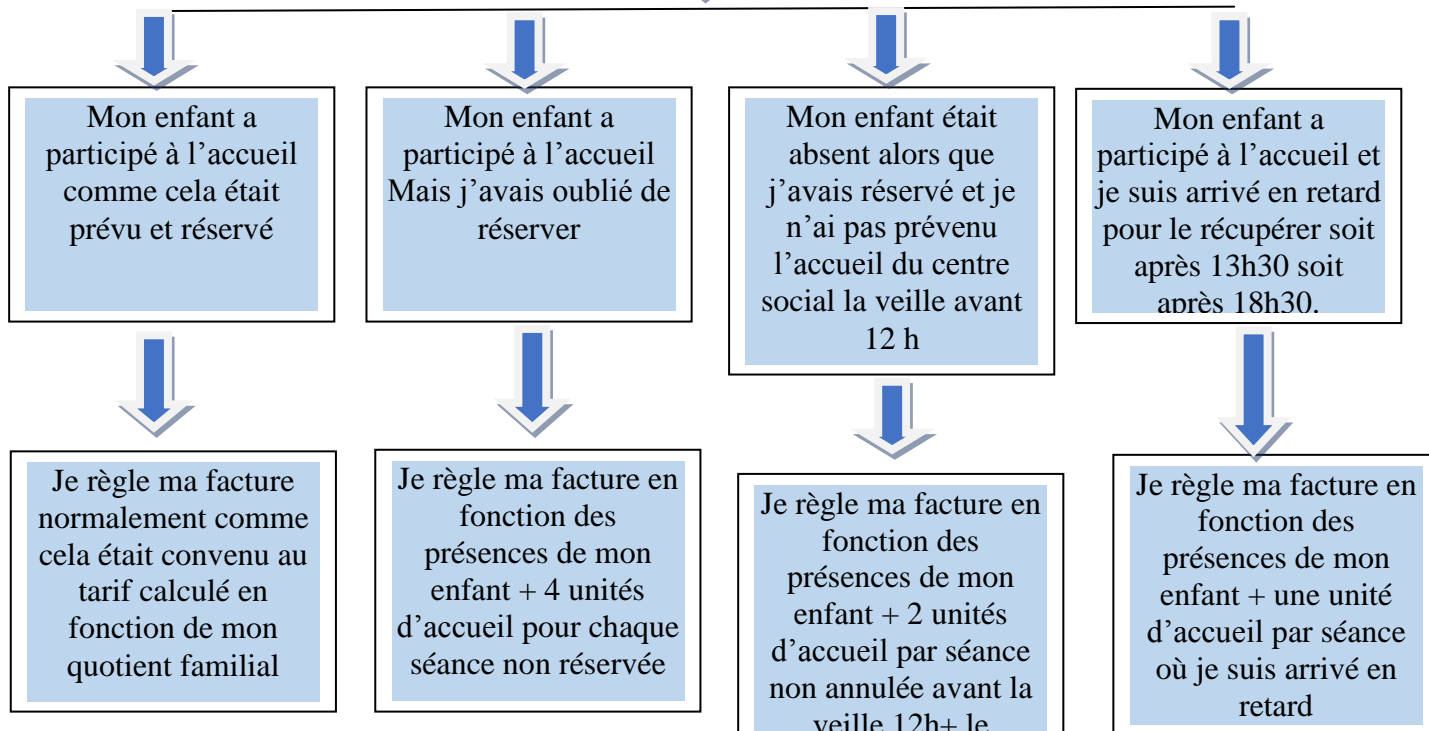 Mon enfant a
participé à l’accueil
comme cela était
prévu et réservé
Mon enfant a
participé à l’accueil
Mais j’avais oublié de
réserver
Mon enfant était
absent alors que
j’avais réservé et je
n’ai pas prévenu
l’accueil du centre
social la veille avant
12 h
Mon enfant a
participé à l’accueil et
je suis arrivé en retard
pour le récupérer soit
après 13h30 soit
après 18h30.
Je règle ma facture
normalement comme
cela était convenu au
tarif calculé en
fonction de mon
quotient familial
Je règle ma facture en
fonction des
présences de mon
enfant + 4 unités
d’accueil pour chaque
séance non réservée
Je règle ma facture en
fonction des
présences de mon
enfant + 2 unités
d’accueil par séance
non annulée avant la
veille 12h+ le
Je règle ma facture en
fonction des
présences de mon
enfant + une unité
d’accueil par séance
où je suis arrivé en
retard